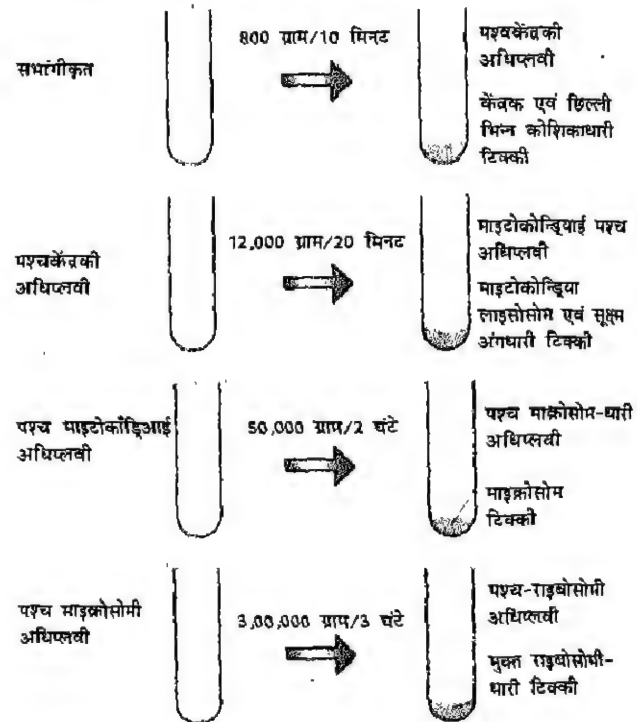 सभांगीकृत
800 ग्राम/10 मिनट
पश्वकेंद्रकी
अधिप्लवी
केंद्रक एवं झिल्ली
भिन्न कोशिकाधारी
टिक्की
पश्चकेंद्रकी
अधिप्लवी
12,000 ग्राम/20 मिनट
माइटोकोन्ड्रियाई पश्च
अधिप्लवी
माइटोकोन्ड्रिया
लाइसोसोम एवं सूक्ष्म
अंगधारी टिक्की
पश्च माइटोकॉंड्रिआई
अधिप्लवी
50,000 ग्राम/2 घंटे
पश्च माक्रोसोम-धारी
अधिप्लवी
माइक्रोसोम
टिक्की
पश्च माइक्रोसोमी
अधिप्लवी
3,00,000 ग्राम/3 घंटे
पश्च-राइबोसोमी
अधिप्लवी
मुक्त राइबोसोमी-
धारी टिक्की